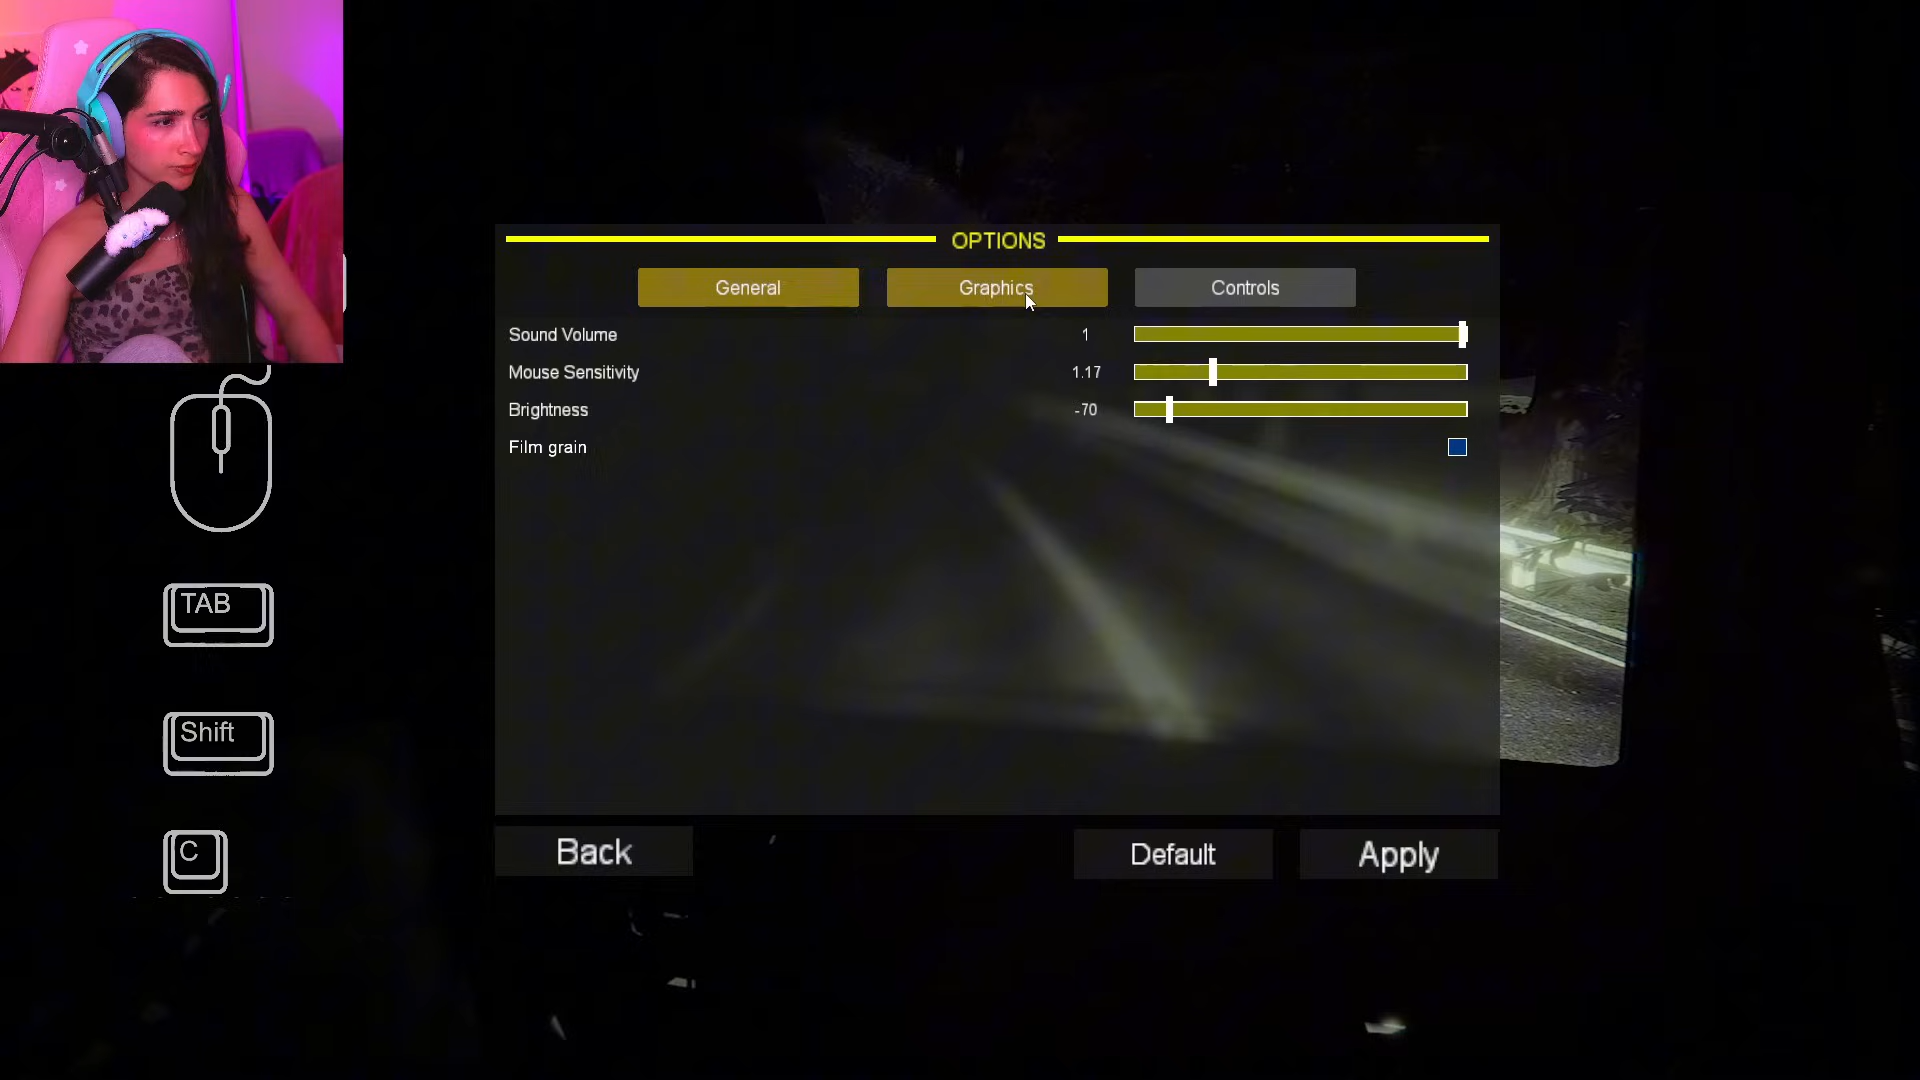 OPTIONS
General Graphics Controls
Sound Volume 1
Mouse Sensitivity 1.17
Brightness -70
Film grain
TAB
Shift
C
Back Default Apply